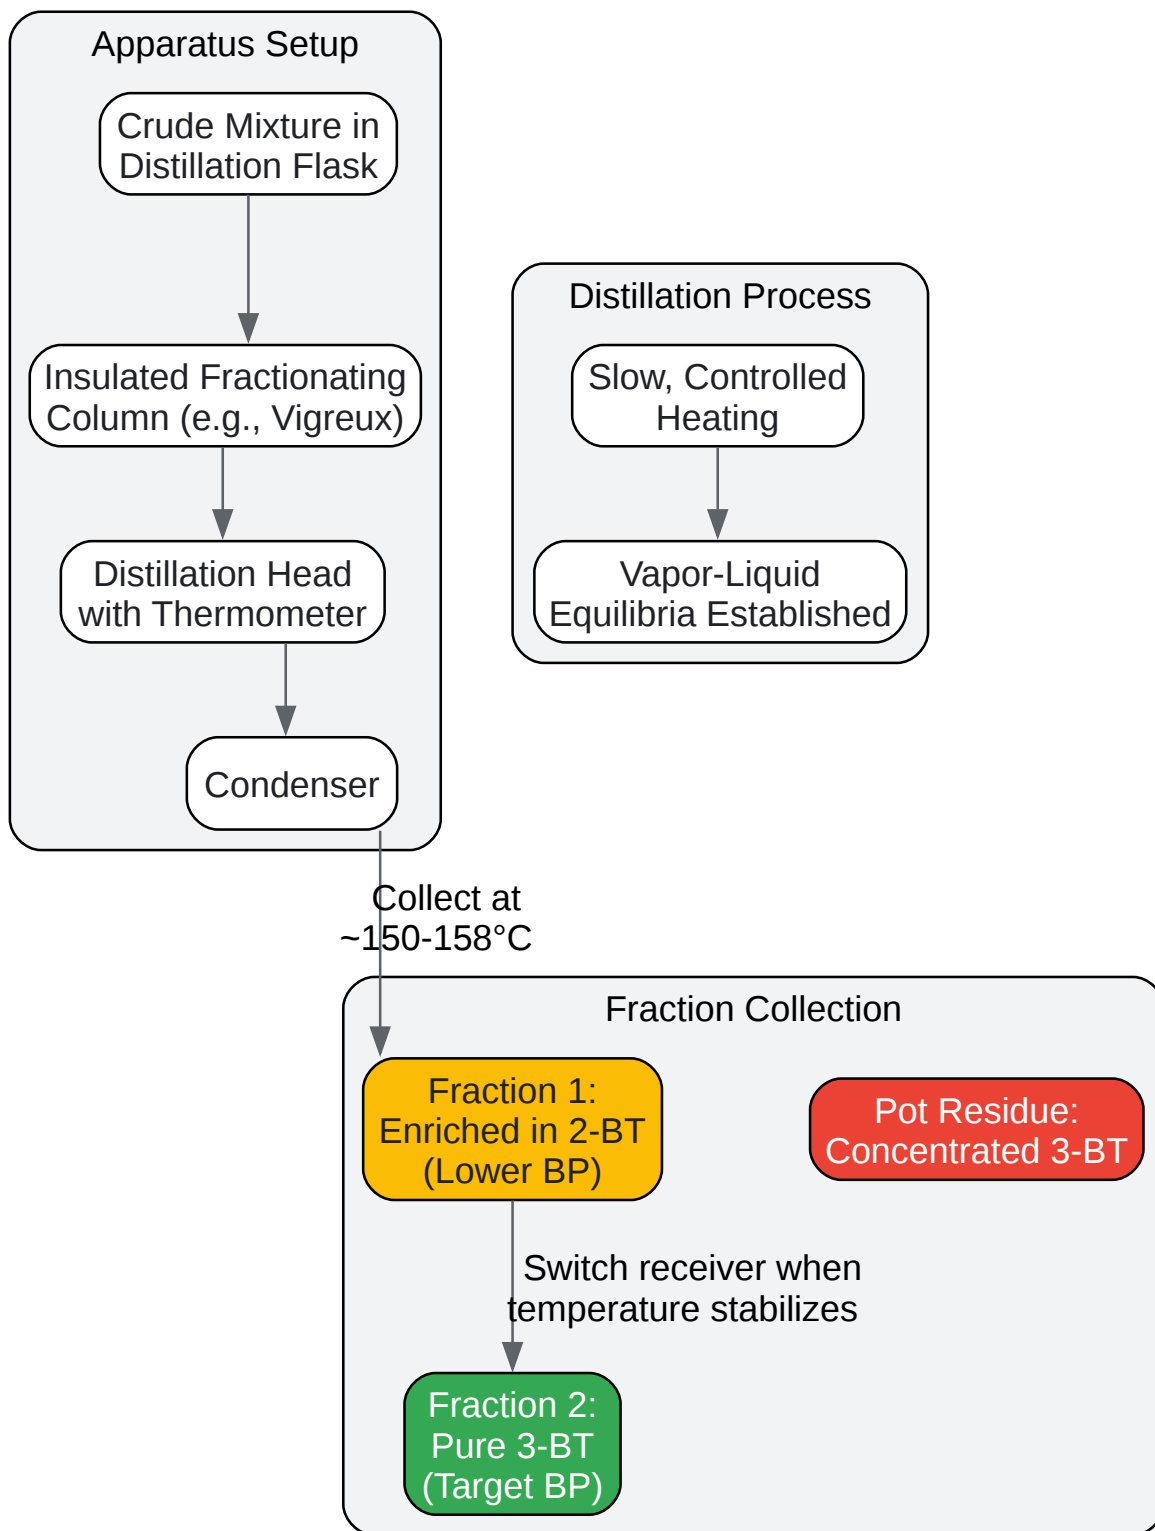 Apparatus Setup
Crude Mixture in
Distillation Flask
Insulated Fractionating
Column (e.g., Vigreux)
Distillation Head
with Thermometer
Condenser
Distillation Process
Slow, Controlled
Heating
Vapor-Liquid
Equilibria Established
Collect at
~150-158°C
Fraction Collection
Fraction 1:
Enriched in 2-BT
(Lower BP)
Pot Residue:
Concentrated 3-BT
Switch receiver when
temperature stabilizes
Fraction 2:
Pure 3-BT
(Target BP)